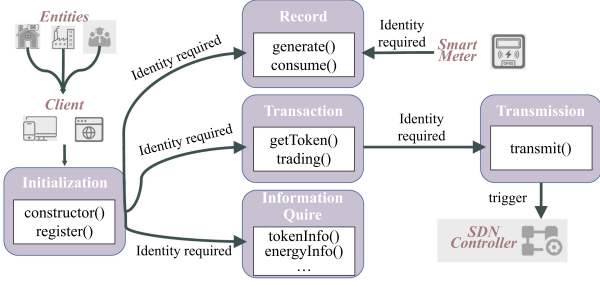 Entities
Client
Initialization
constructor()
register()
Identity required
Identity required
Identity required
Record
generate()
consume()
Identity
required
Smart
Meter
Transaction
getToken()
trading()
Identity
required
Transmission
transmit()
trigger
SDN
Controller
Information
Quire
tokenInfo()
energyInfo()
...